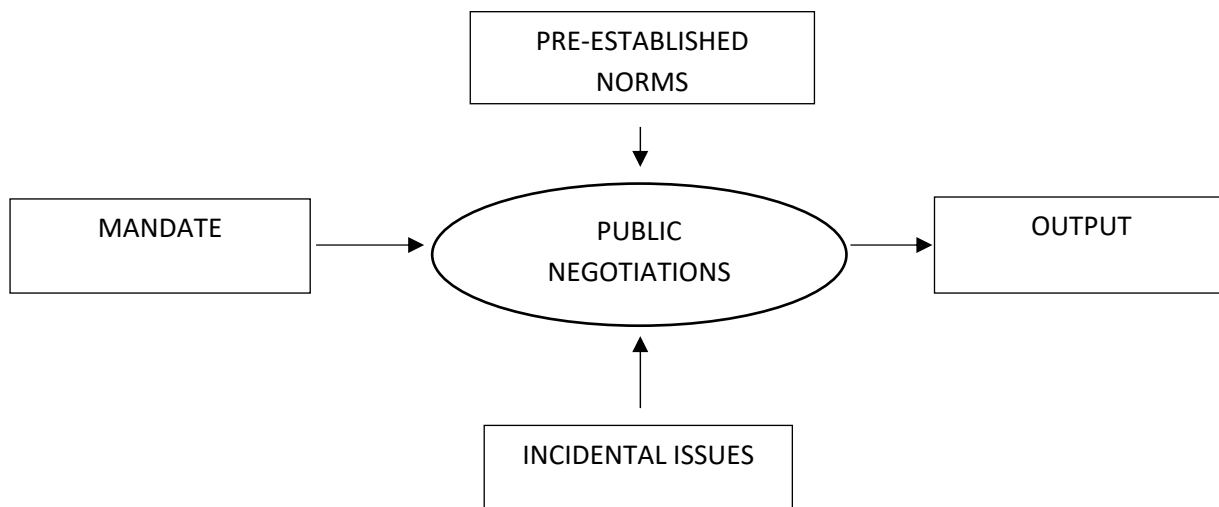 PRE-ESTABLISHED
NORMS
MANDATE
PUBLIC
NEGOTIATIONS
OUTPUT
INCIDENTAL ISSUES